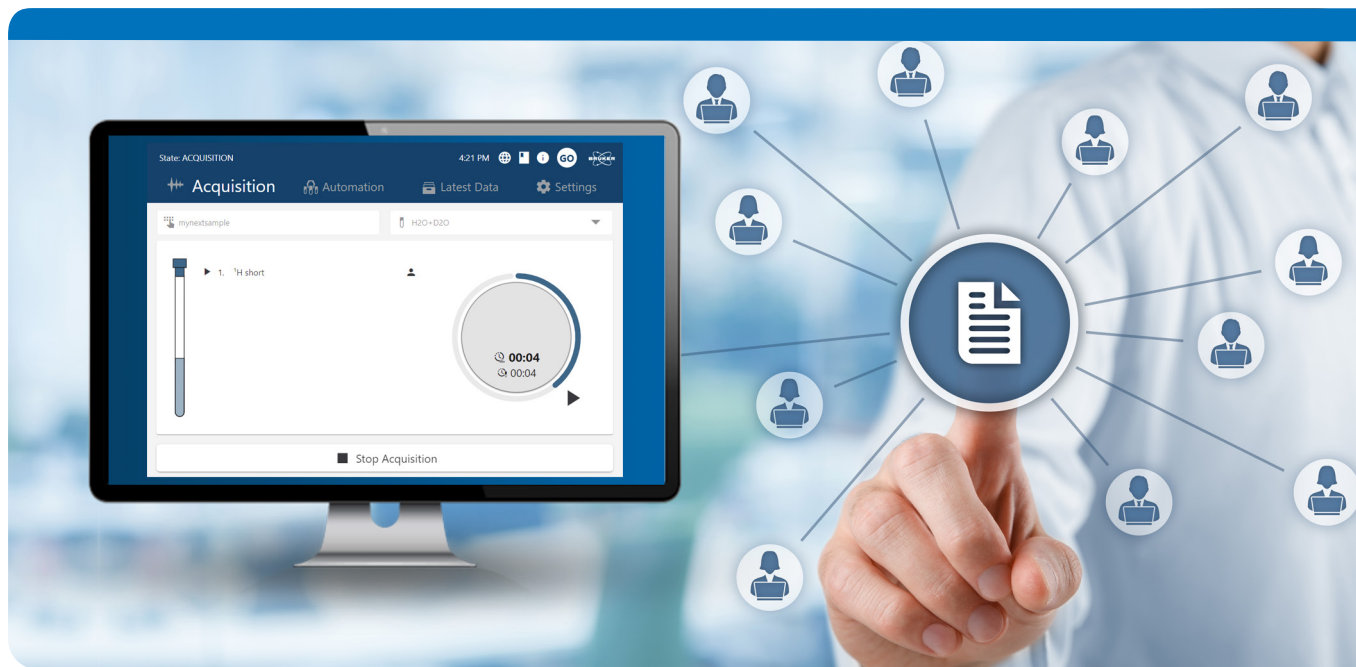 State: ACQUISITION
4:21 PM
GO
BRUKER
Acquisition
Automation
Latest Data
Settings
mynextsample
H2O+D2O
1. ¹H short
00:04
00:04
Stop Acquisition